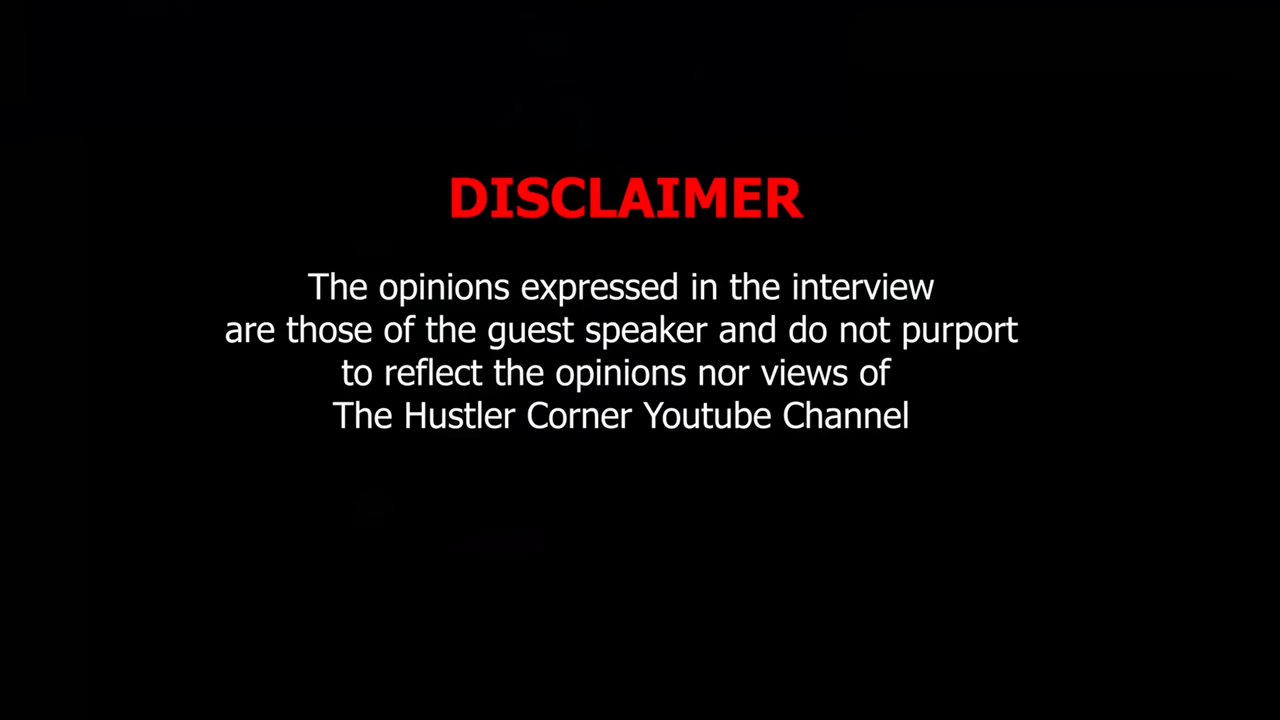 DISCLAIMER
The opinions expressed in the interview
are those of the guest speaker and do not purport
to reflect the opinions nor views of
The Hustler Corner Youtube Channel